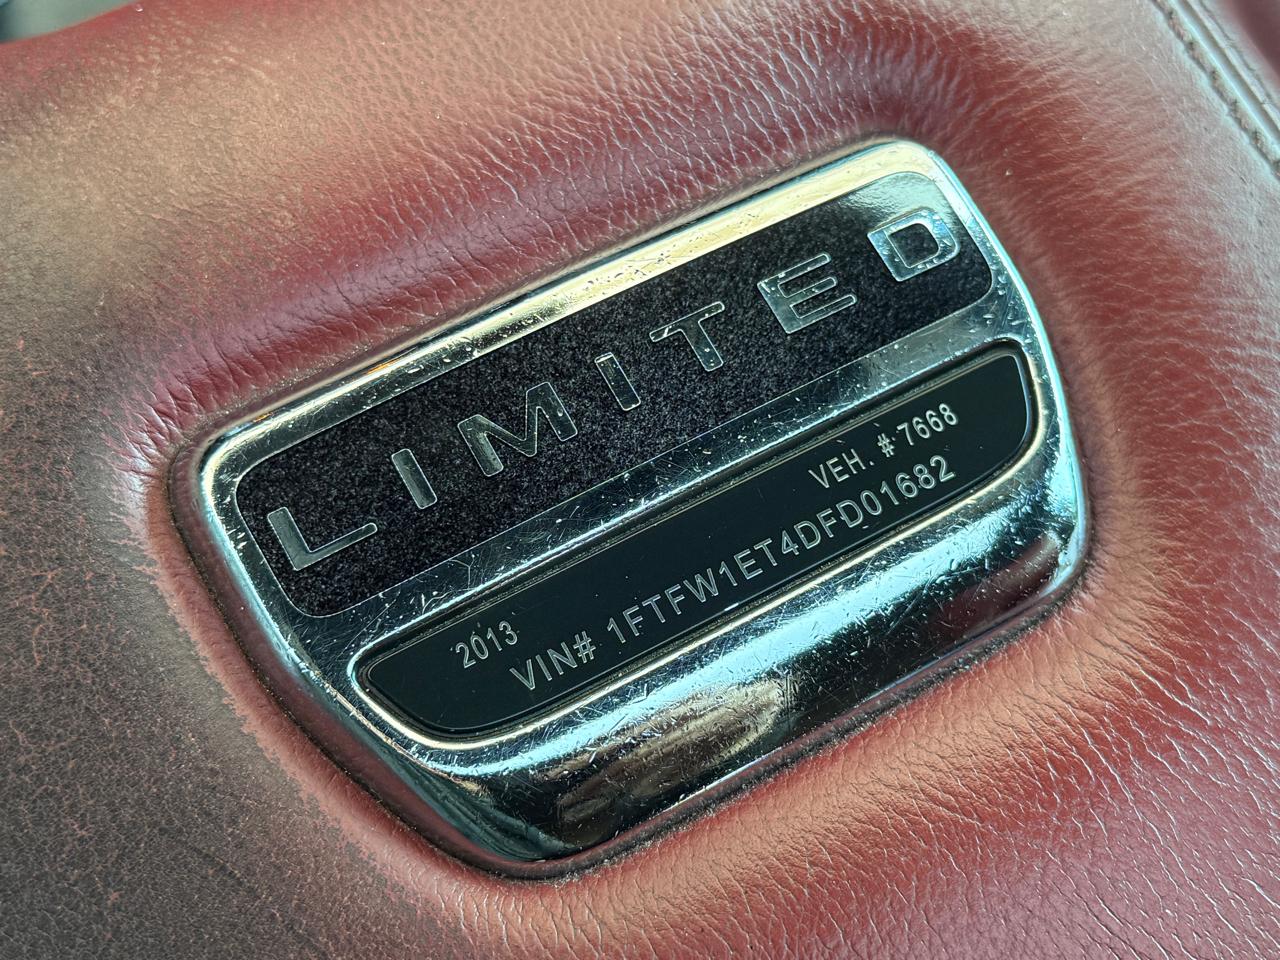 LIMITED
2013 VEH. # 7668
VIN# 1FTFW1ET4DFD01682